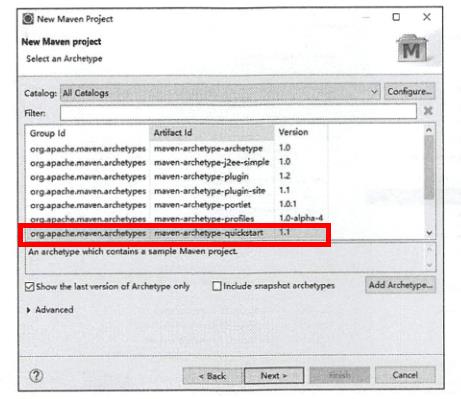 New Maven Project
New Maven project
Select an Archetype
M
Catalog: All Catalogs Configure...
Filter:
Group Id Artifact Id Version
org.apache.maven.archetypes maven-archetype-archetype 1.0
org.apache.maven.archetypes maven-archetype-j2ee-simple 1.0
org.apache.maven.archetypes maven-archetype-plugin 1.2
org.apache.maven.archetypes maven-archetype-plugin-site 1.1
org.apache.maven.archetypes maven-archetype-portlet 1.0.1
org.apache.maven.archetypes maven-archetype-profiles 1.0-alpha-4
org.apache.maven.archetypes maven-archetype-quickstart 1.1
An archetype which contains a sample Maven project.
Show the last version of Archetype only Include snapshot archetypes Add Archetype...
Advanced
? < Back Next > Finish Cancel